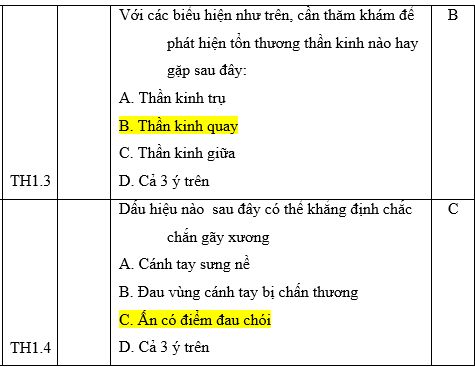 Với các biểu hiện như trên, cần thăm khám để
B
phát hiện tổn thương thần kinh nào hay
gặp sau đây:
A. Thần kinh trụ
B. Thần kinh quay
C. Thần kinh giữa
TH1.3
D. Cả 3 ý trên
Dấu hiệu nào sau đây có thể khẳng định chắc
C
chắn gãy xương
A. Cánh tay sưng nề
B. Đau vùng cánh tay bị chấn thương
C. Ấn có điểm đau chói
TH1.4
D. Cả 3 ý trên